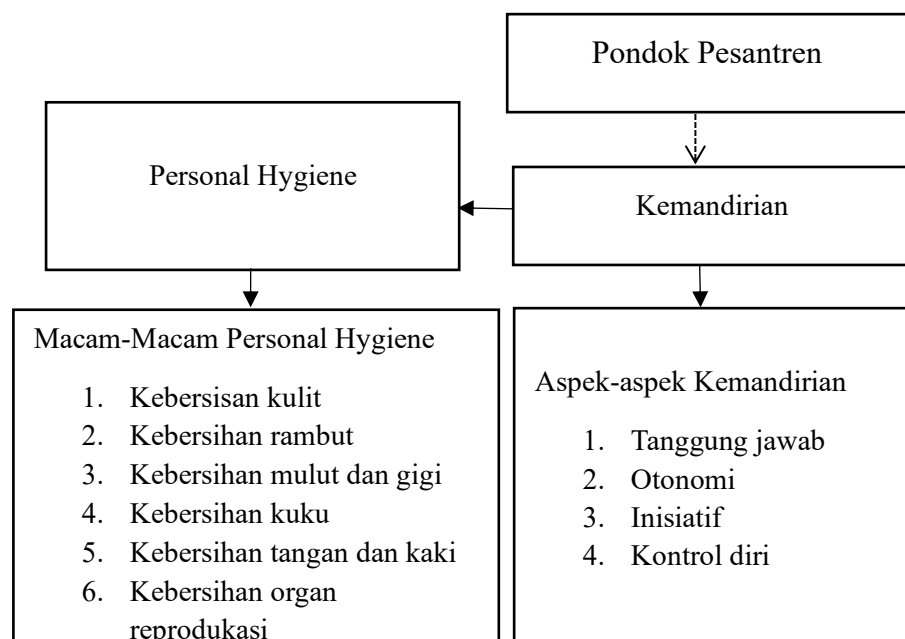 Pondok Pesantren
Personal Hygiene
Kemandirian
Macam-Macam Personal Hygiene
1. Kebersisan kulit
2. Kebersihan rambut
3. Kebersihan mulut dan gigi
4. Kebersihan kuku
5. Kebersihan tangan dan kaki
6. Kebersihan organ
reprodukasi
Aspek-aspek Kemandirian
1. Tanggung jawab
2. Otonomi
3. Inisiatif
4. Kontrol diri